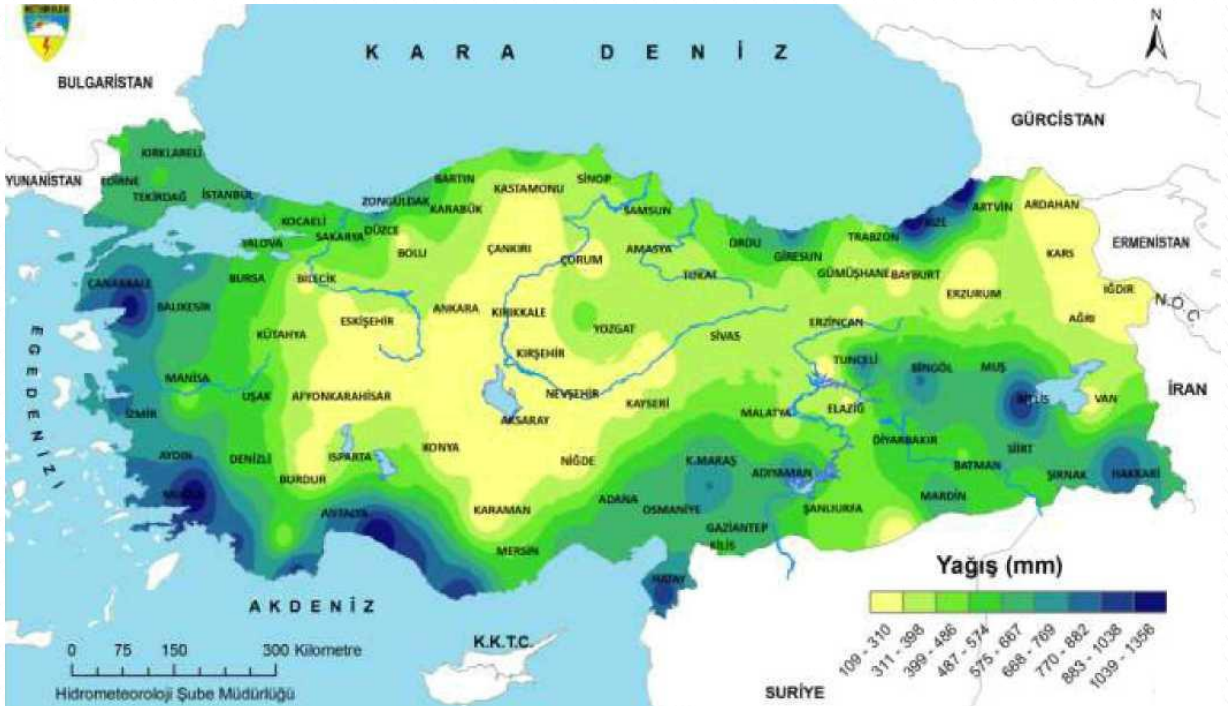 METEOROLOJİ
KARA DENİZ
N
BULGARİSTAN
GÜRCİSTAN
YUNANİSTAN
ERMENİSTAN
N.Ö.C.
İRAN
SURİYE
K.K.T.C.
AKDENİZ
EGE DENİZİ
KIRKLARELİ
EDİRNE
TEKİRDAĞ
İSTANBUL
KOCAELİ
YALOVA
SAKARYA
DÜZCE
ZONGULDAK
BARTIN
KARABÜK
KASTAMONU
SİNOP
SAMSUN
BOLU
ÇANKIRI
ÇORUM
AMASYA
TOKAT
ORDU
GİRESUN
TRABZON
RİZE
ARTVİN
ARDAHAN
KARS
IĞDIR
AĞRI
GÜMÜŞHANE
BAYBURT
ERZURUM
ERZİNCAN
ÇANAKKALE
BALIKESİR
BURSA
BİLECİK
ESKİŞEHİR
KÜTAHYA
ANKARA
KIRIKKALE
YOZGAT
SİVAS
KIRŞEHİR
NEVŞEHİR
KAYSERİ
AKSARAY
NİĞDE
MANİSA
UŞAK
AFYONKARAHİSAR
İZMİR
AYDIN
DENİZLİ
MUĞLA
BURDUR
ISPARTA
ANTALYA
KONYA
KARAMAN
MERSİN
ADANA
OSMANİYE
K.MARAŞ
GAZİANTEP
KİLİS
HATAY
MALATYA
ADIYAMAN
ŞANLIURFA
ELAZIĞ
TUNCELİ
BİNGÖL
MUŞ
BİTLİS
VAN
DİYARBAKIR
BATMAN
SİİRT
MARDİN
ŞIRNAK
HAKKARİ
Yağış (mm)
109 - 310
311 - 398
399 - 486
487 - 574
575 - 667
668 - 769
770 - 882
883 - 1038
1039 - 1356
0 75 150 300 Kilometre
Hidrometeoroloji Şube Müdürlüğü